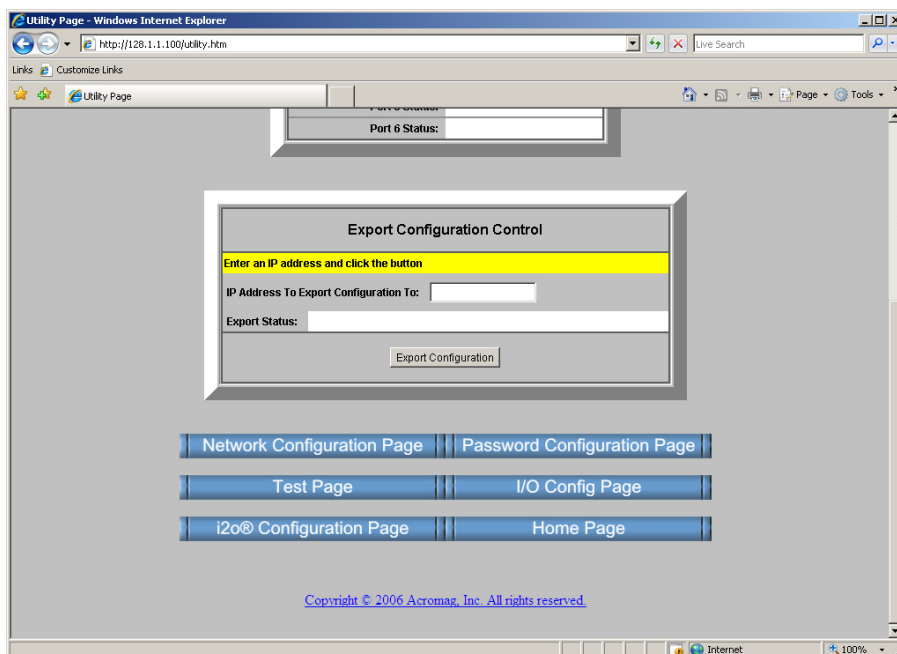 Utility Page - Windows Internet Explorer
http://128.1.1.100/utility.htm
Live Search
Links Customize Links
Utility Page
Page Tools
Port 6 Status:
Export Configuration Control
Enter an IP address and click the button
IP Address To Export Configuration To:
Export Status:
Export Configuration
Network Configuration Page Password Configuration Page
Test Page I/O Config Page
i2o® Configuration Page Home Page
Copyright © 2006 Acromag, Inc. All rights reserved.
Internet 100%